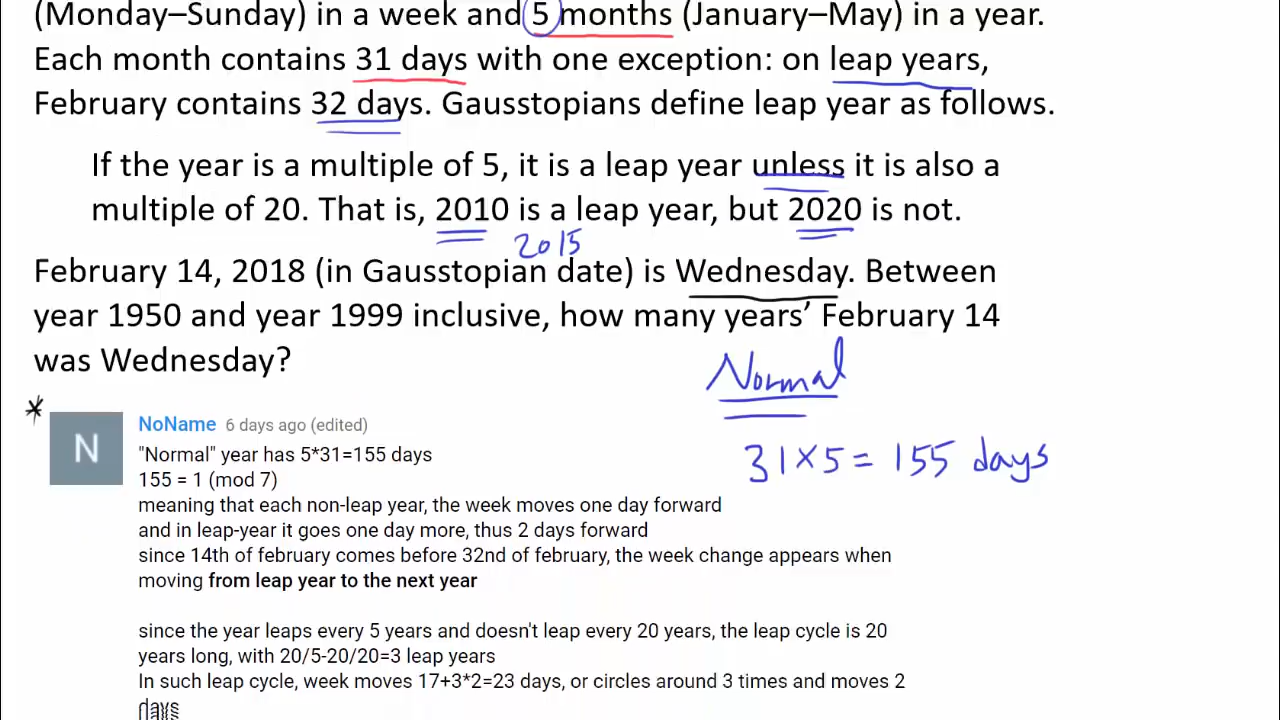 (Monday–Sunday) in a week and 5 months (January–May) in a year.
Each month contains 31 days with one exception: on leap years,
February contains 32 days. Gausstopians define leap year as follows.
If the year is a multiple of 5, it is a leap year unless it is also a
multiple of 20. That is, 2010 is a leap year, but 2020 is not.
2015
February 14, 2018 (in Gausstopian date) is Wednesday. Between
year 1950 and year 1999 inclusive, how many years’ February 14
was Wednesday?
Normal
31×5 = 155 days
*
N
NoName 6 days ago (edited)
"Normal" year has 5*31=155 days
155 = 1 (mod 7)
meaning that each non-leap year, the week moves one day forward
and in leap-year it goes one day more, thus 2 days forward
since 14th of february comes before 32nd of february, the week change appears when
moving from leap year to the next year
since the year leaps every 5 years and doesn't leap every 20 years, the leap cycle is 20
years long, with 20/5-20/20=3 leap years
In such leap cycle, week moves 17+3*2=23 days, or circles around 3 times and moves 2
days